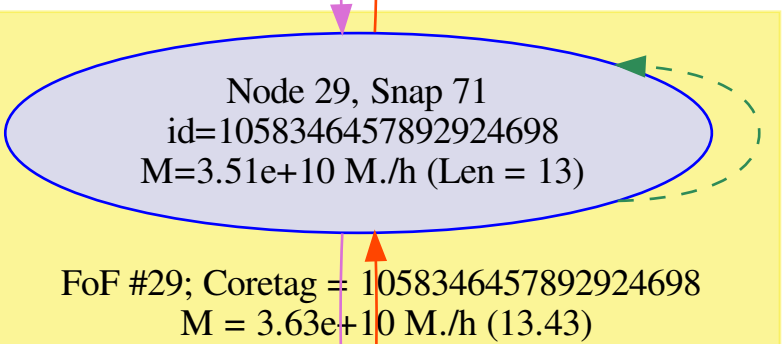 Node 29, Snap 71
id=1058346457892924698
M=3.51e+10 M./h (Len = 13)
FoF #29; Coretag = 1058346457892924698
M = 3.63e+10 M./h (13.43)